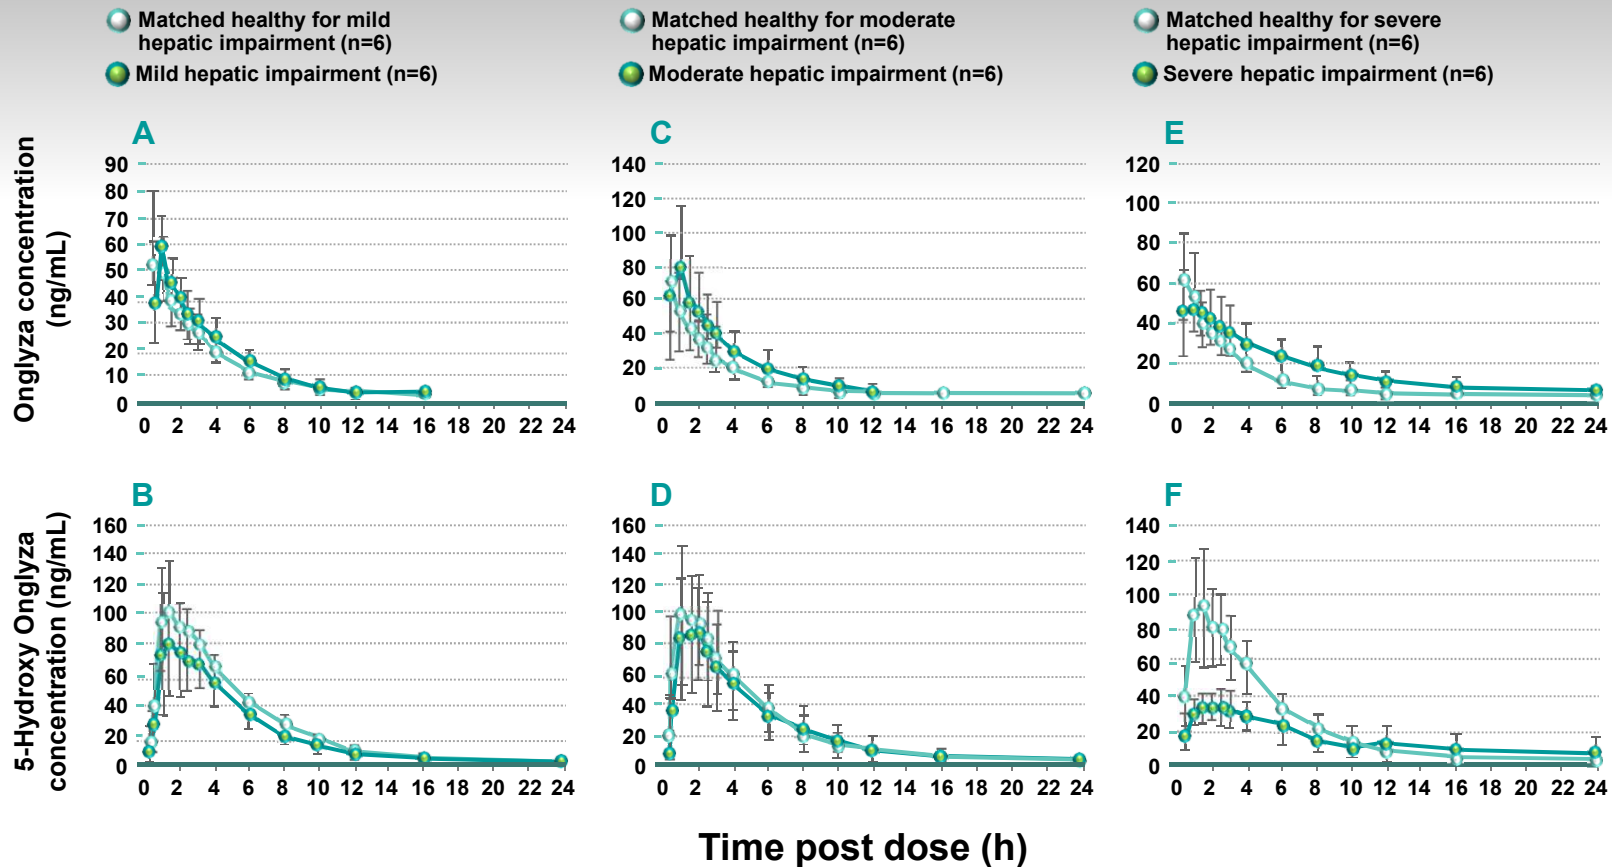 Matched healthy for mild
hepatic impairment (n=6)
Mild hepatic impairment (n=6)
Matched healthy for moderate
hepatic impairment (n=6)
Moderate hepatic impairment (n=6)
Matched healthy for severe
hepatic impairment (n=6)
Severe hepatic impairment (n=6)
Onglyza concentration
(ng/mL)
A
90
80
70
60
50
40
30
20
10
0
0 2 4 6 8 10 12 14 16 18 20 22 24
C
140
120
100
80
60
40
20
0
0 2 4 6 8 10 12 14 16 18 20 22 24
E
120
100
80
60
40
20
0
0 2 4 6 8 10 12 14 16 18 20 22 24
5-Hydroxy Onglyza
concentration (ng/mL)
B
160
140
120
100
80
60
40
20
0
0 2 4 6 8 10 12 14 16 18 20 22 24
D
160
140
120
100
80
60
40
20
0
0 2 4 6 8 10 12 14 16 18 20 22 24
F
140
120
100
80
60
40
20
0
0 2 4 6 8 10 12 14 16 18 20 22 24
Time post dose (h)